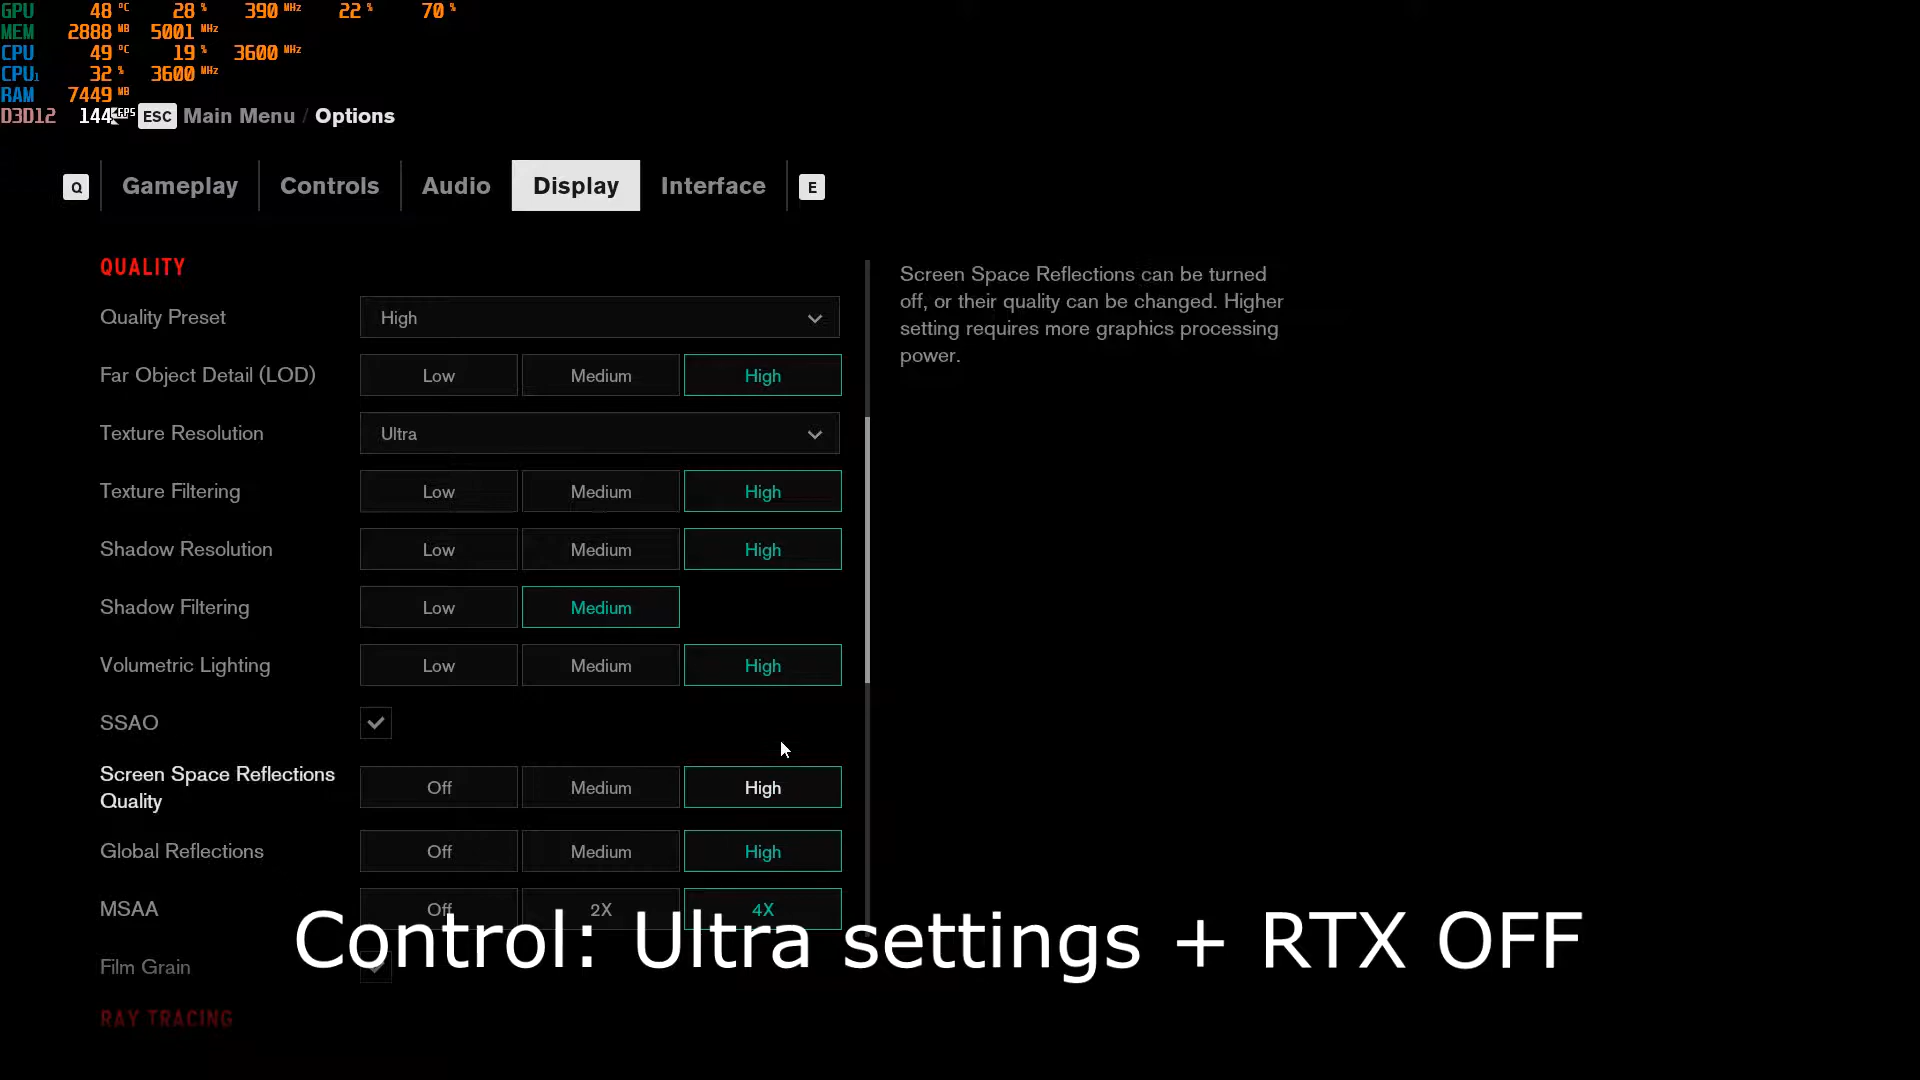 GPU 48 °C 28 % 390 MHz 22 % 70 %
MEM 2888 MB 5001 MHz
CPU 49 °C 19 % 3600 MHz
CPU1 32 % 3600 MHz
RAM 7449 MB
D3D12 144 FPS ESC Main Menu / Options
Q Gameplay Controls Audio Display Interface E
QUALITY
Quality Preset High
Far Object Detail (LOD) Low Medium High
Texture Resolution Ultra
Texture Filtering Low Medium High
Shadow Resolution Low Medium High
Shadow Filtering Low Medium
Volumetric Lighting Low Medium High
SSAO
Screen Space Reflections
Quality Off Medium High
Global Reflections Off Medium High
MSAA Off 2X 4X
Film Grain
RAY TRACING
Screen Space Reflections can be turned
off, or their quality can be changed. Higher
setting requires more graphics processing
power.
Control: Ultra settings + RTX OFF